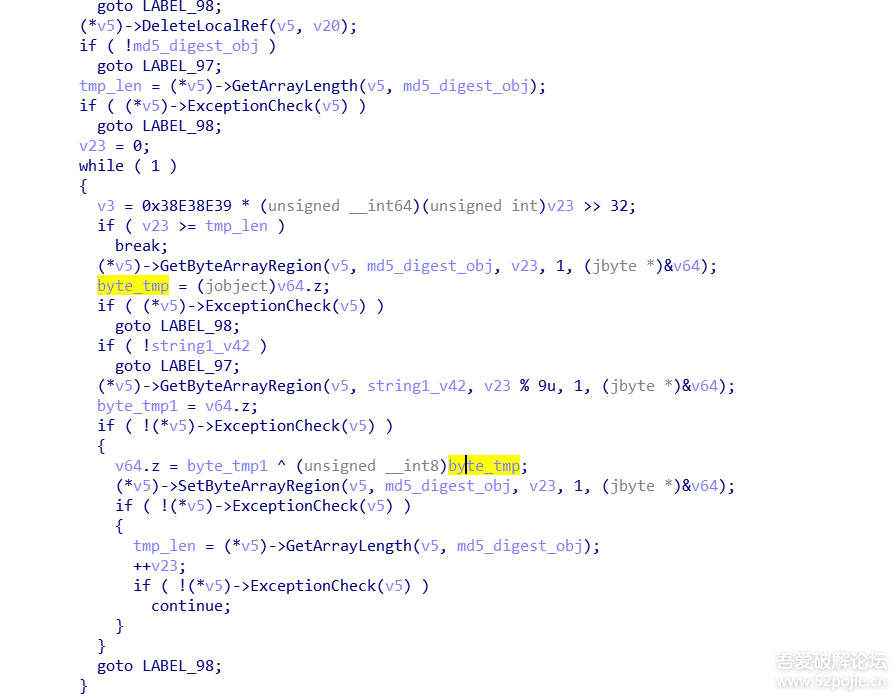 goto LABEL_98;
(*v5)->DeleteLocalRef(v5, v20);
if ( !md5_digest_obj )
goto LABEL_97;
tmp_len = (*v5)->GetArrayLength(v5, md5_digest_obj);
if ( (*v5)->ExceptionCheck(v5) )
goto LABEL_98;
v23 = 0;
while ( 1 )
{
v3 = 0x38E38E39 * (unsigned __int64)(unsigned int)v23 >> 32;
if ( v23 >= tmp_len )
break;
(*v5)->GetByteArrayRegion(v5, md5_digest_obj, v23, 1, (jbyte *)&v64);
byte_tmp = (jobject)v64.z;
if ( (*v5)->ExceptionCheck(v5) )
goto LABEL_98;
if ( !string1_v42 )
goto LABEL_97;
(*v5)->GetByteArrayRegion(v5, string1_v42, v23 % 9u, 1, (jbyte *)&v64);
byte_tmp1 = v64.z;
if ( !(*v5)->ExceptionCheck(v5) )
{
v64.z = byte_tmp1 ^ (unsigned __int8)byte_tmp;
(*v5)->SetByteArrayRegion(v5, md5_digest_obj, v23, 1, (jbyte *)&v64);
if ( !(*v5)->ExceptionCheck(v5) )
{
tmp_len = (*v5)->GetArrayLength(v5, md5_digest_obj);
++v23;
if ( !(*v5)->ExceptionCheck(v5) )
continue;
}
}
goto LABEL_98;
}
吾爱破解论坛
www.52pojie.cn